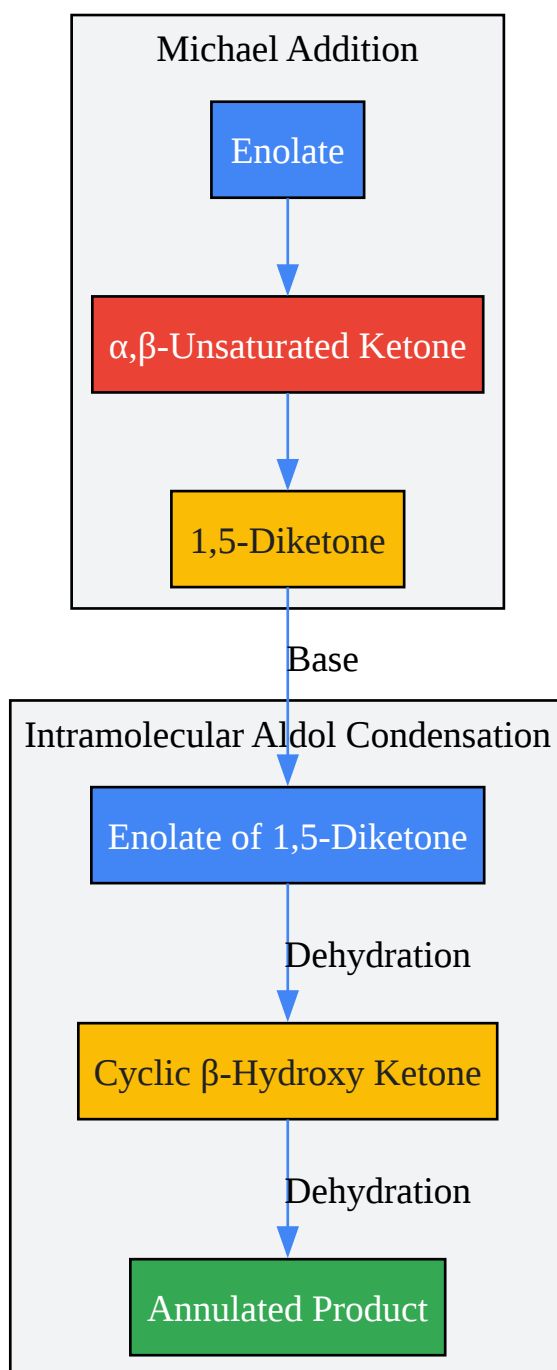 Michael Addition
Enolate
α,β-Unsaturated Ketone
1,5-Diketone
Base
Intramolecular Aldol Condensation
Enolate of 1,5-Diketone
Dehydration
Cyclic β-Hydroxy Ketone
Dehydration
Annulated Product